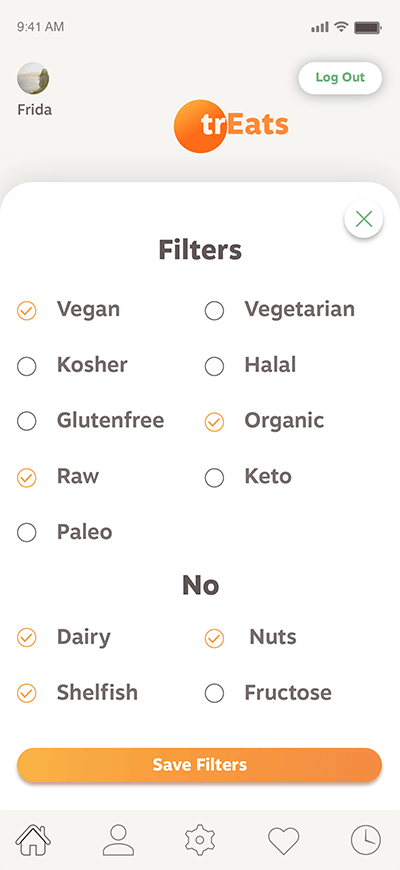 9:41 AM
Log Out
Frida
trEats
Filters
Vegan Vegetarian
Kosher Halal
Glutenfree Organic
Raw Keto
Paleo
No
Dairy Nuts
Shelfish Fructose
Save Filters